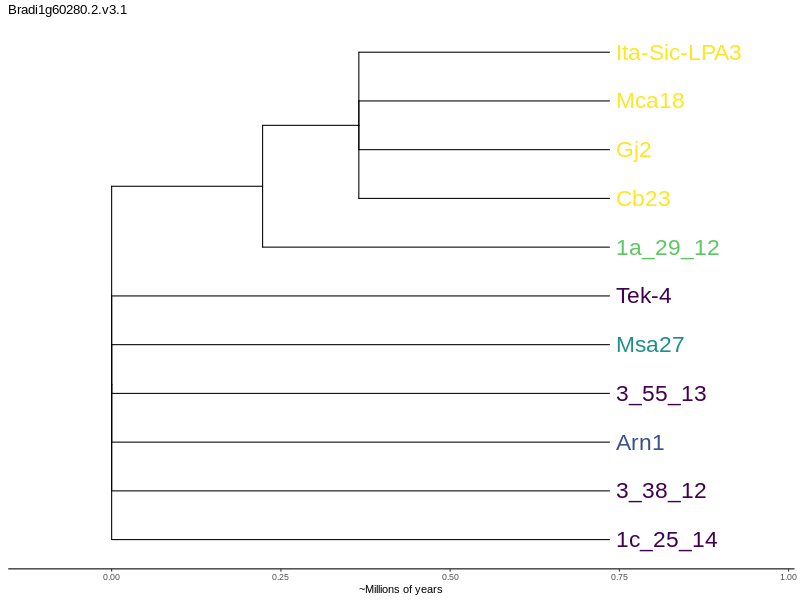 Bradi1g60280.2.v3.1
Ita-Sic-LPA3
Mca18
Gj2
Cb23
1a_29_12
Tek-4
Msa27
3_55_13
Arn1
3_38_12
1c_25_14
0.00 0.25 0.50 0.75 1.00
~Millions of years